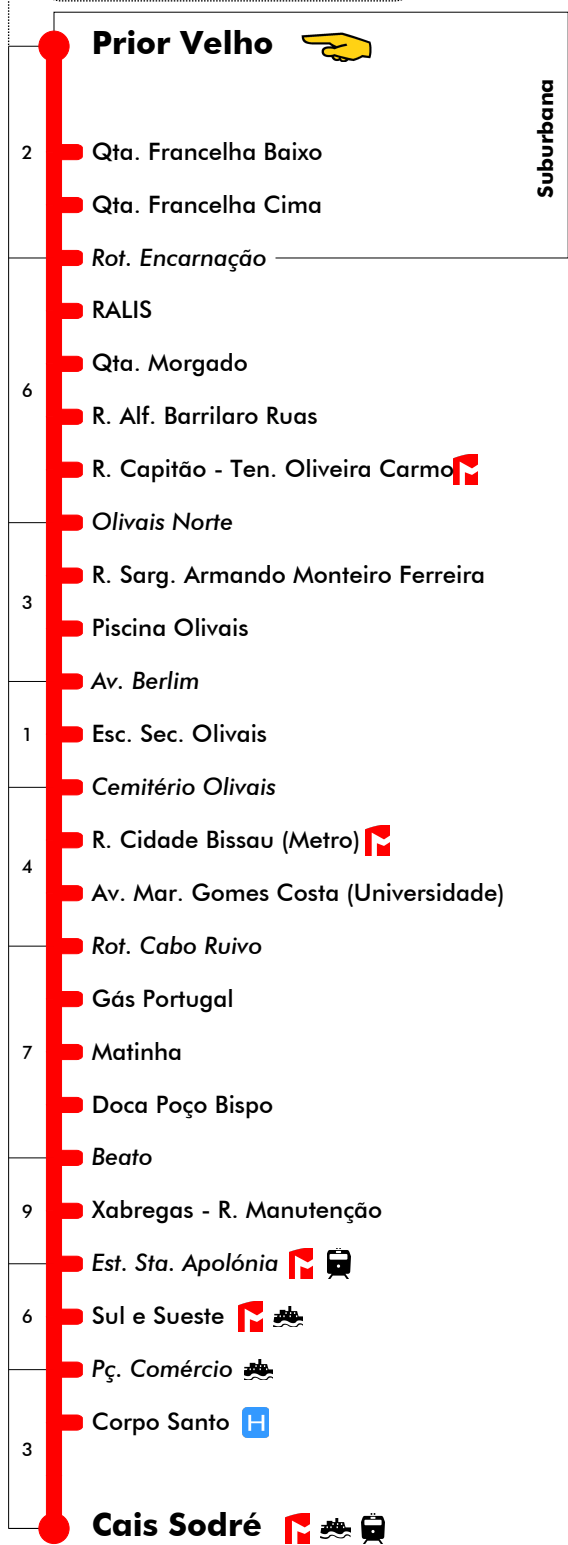 Prior Velho
Suburbana
2
Qta. Francelha Baixo
Qta. Francelha Cima
Rot. Encarnação
RALIS
Qta. Morgado
6
R. Alf. Barrilaro Ruas
R. Capitão - Ten. Oliveira Carmo
Olivais Norte
R. Sarg. Armando Monteiro Ferreira
3
Piscina Olivais
Av. Berlim
1
Esc. Sec. Olivais
Cemitério Olivais
R. Cidade Bissau (Metro)
4
Av. Mar. Gomes Costa (Universidade)
Rot. Cabo Ruivo
Gás Portugal
7
Matinha
Doca Poço Bispo
Beato
9
Xabregas - R. Manutenção
Est. Sta. Apolónia
6
Sul e Sueste
Pç. Comércio
Corpo Santo H
3
Cais Sodré